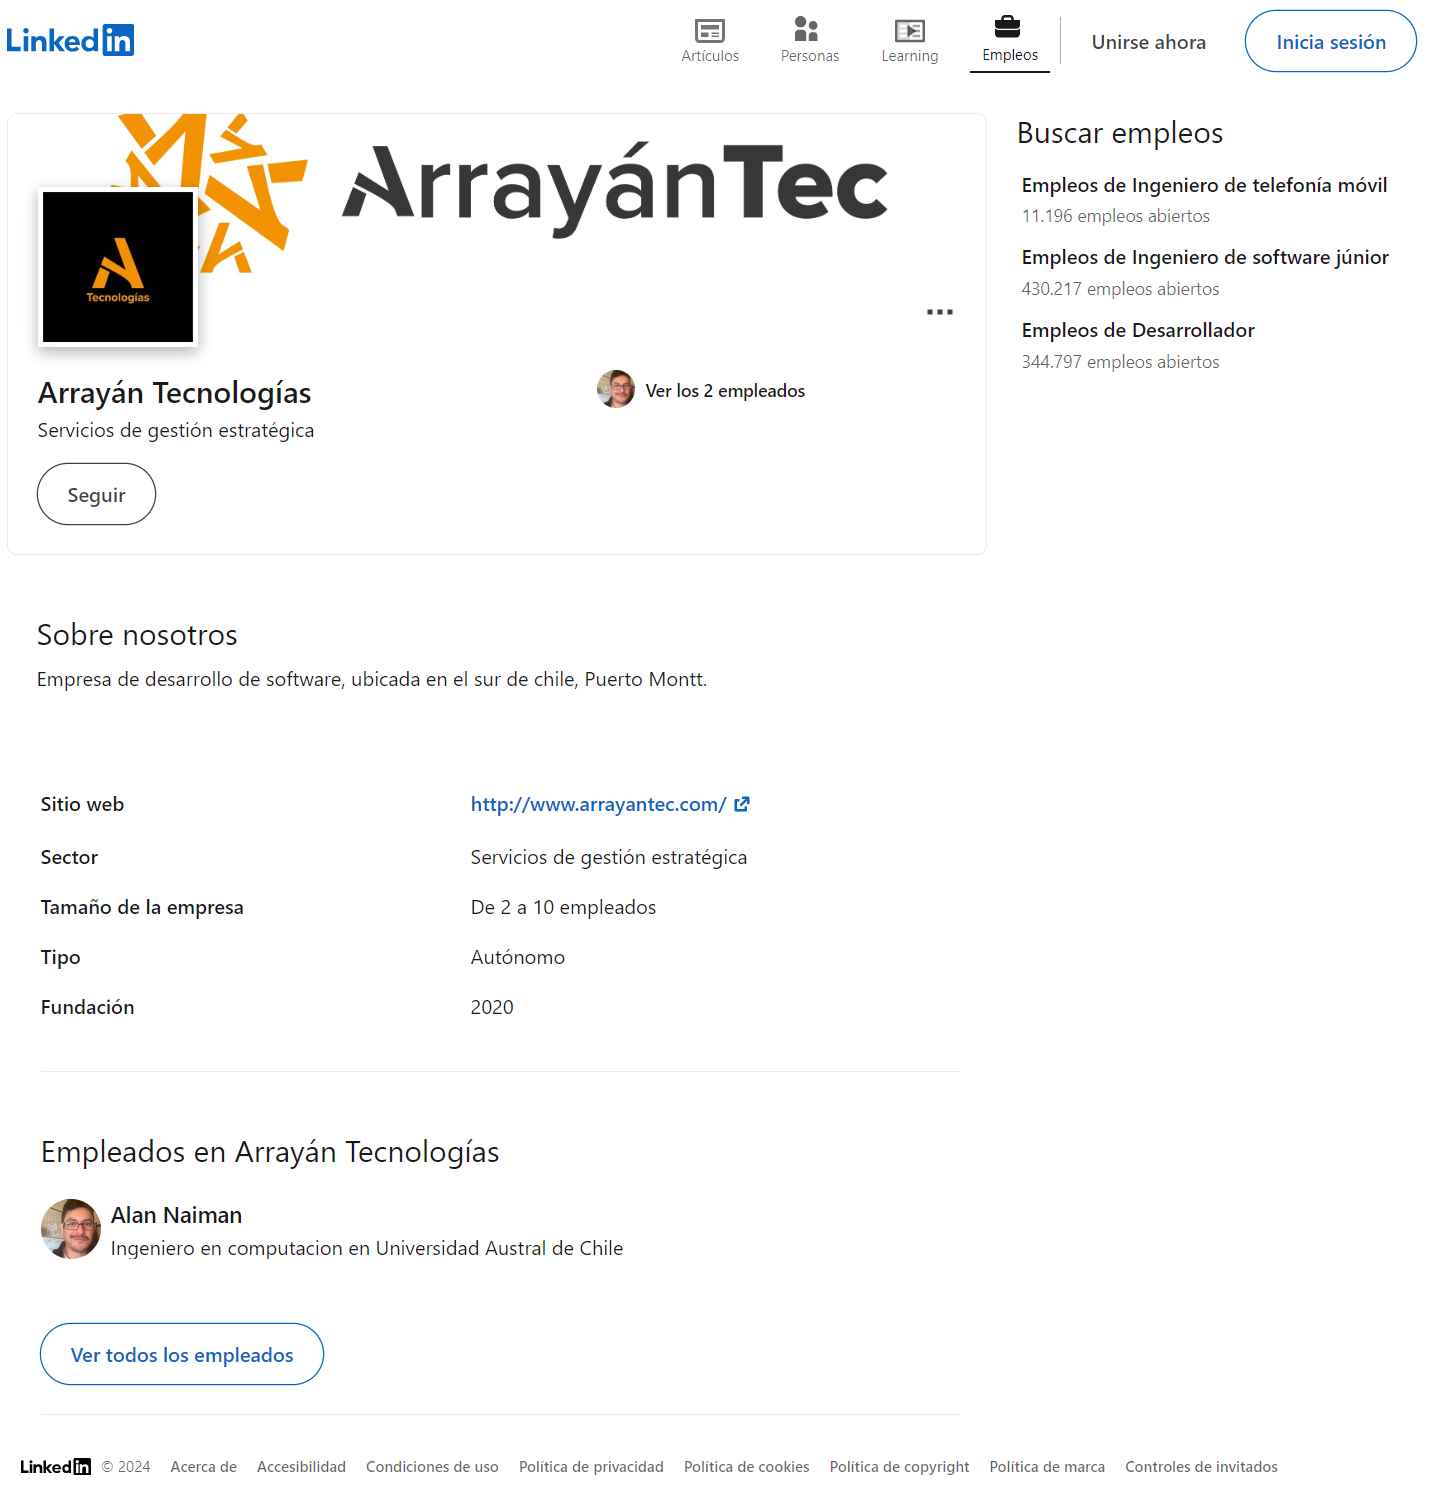 LinkedIn
Artículos
Personas
Learning
Empleos
Unirse ahora
Inicia sesión
ArrayánTec
Tecnologías
Arrayán Tecnologías
Servicios de gestión estratégica
Ver los 2 empleados
Seguir
Buscar empleos
Empleos de Ingeniero de telefonía móvil
11.196 empleos abiertos
Empleos de Ingeniero de software júnior
430.217 empleos abiertos
Empleos de Desarrollador
344.797 empleos abiertos
Sobre nosotros
Empresa de desarrollo de software, ubicada en el sur de chile, Puerto Montt.
Sitio web http://www.arrayantec.com/
Sector Servicios de gestión estratégica
Tamaño de la empresa De 2 a 10 empleados
Tipo Autónomo
Fundación 2020
Empleados en Arrayán Tecnologías
Alan Naiman
Ingeniero en computacion en Universidad Austral de Chile
Ver todos los empleados
LinkedIn © 2024 Acerca de Accesibilidad Condiciones de uso Política de privacidad Política de cookies Política de copyright Política de marca Controles de invitados